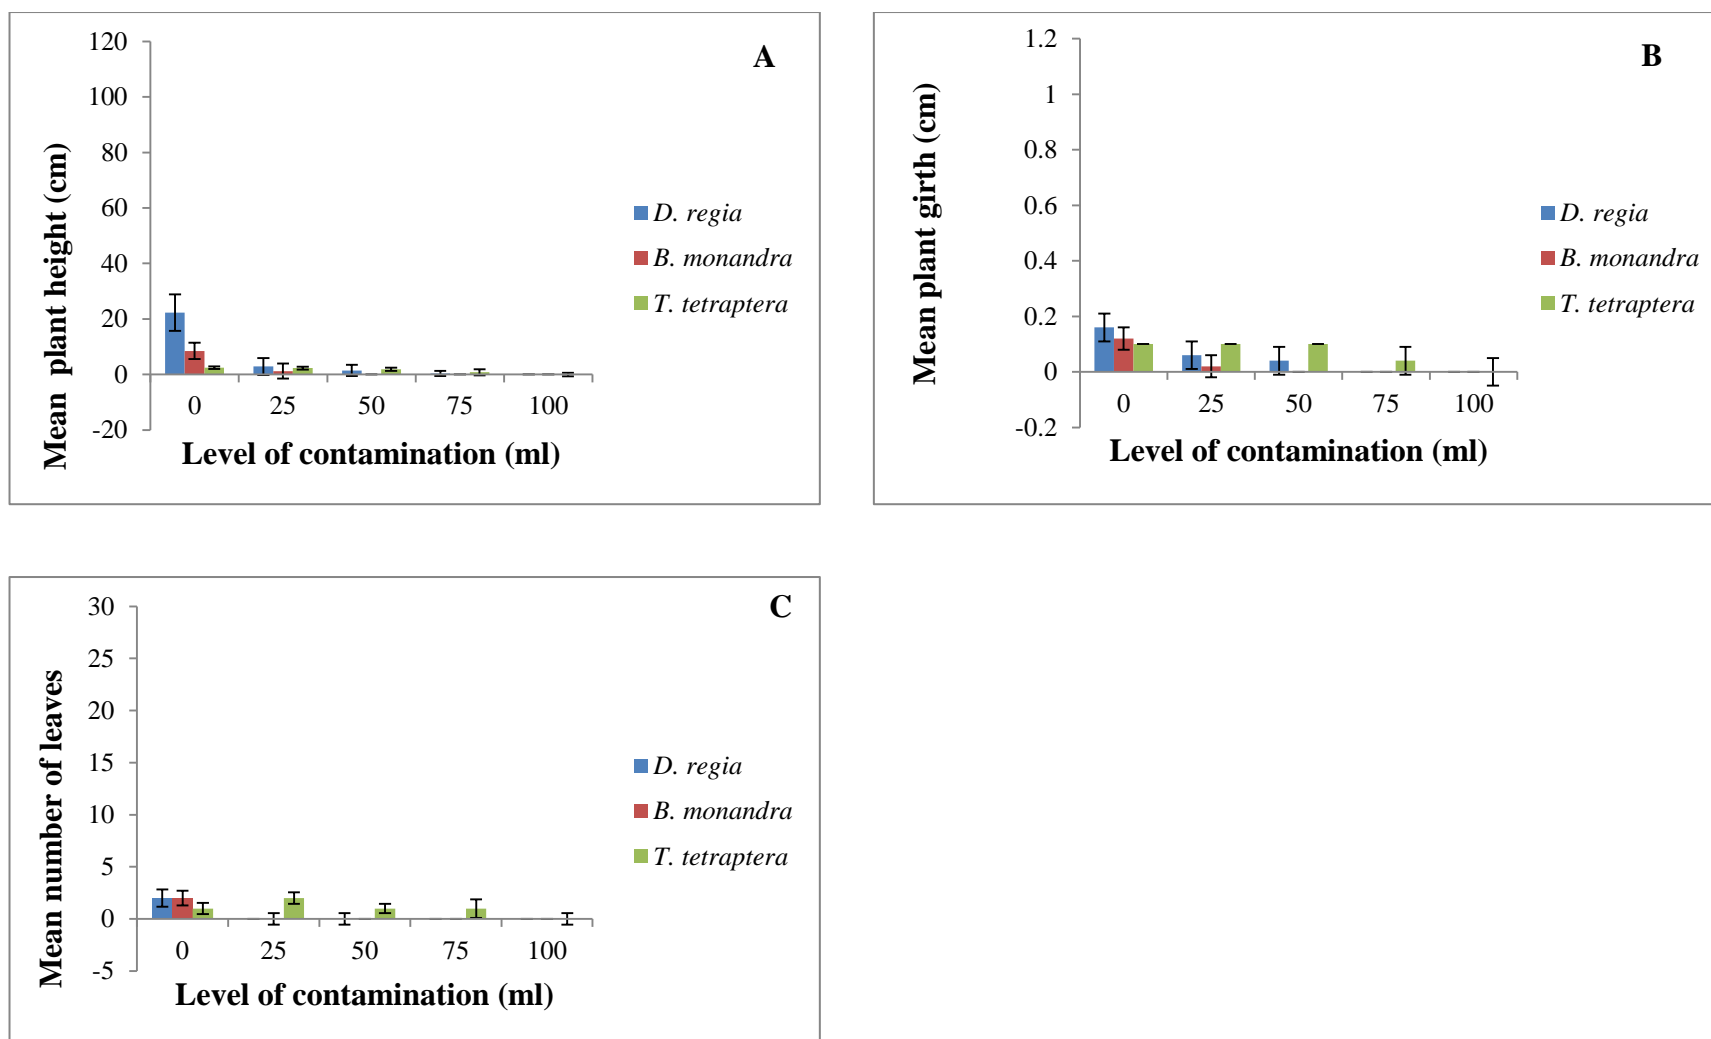 A
120
100
80
60
40
20
0
-20
Mean plant height (cm)
0 25 50 75 100
Level of contamination (ml)
D. regia
B. monandra
T. tetraptera
B
1.2
1
0.8
0.6
0.4
0.2
0
-0.2
Mean plant girth (cm)
0 25 50 75 100
Level of contamination (ml)
D. regia
B. monandra
T. tetraptera
C
30
25
20
15
10
5
0
-5
Mean number of leaves
0 25 50 75 100
Level of contamination (ml)
D. regia
B. monandra
T. tetraptera